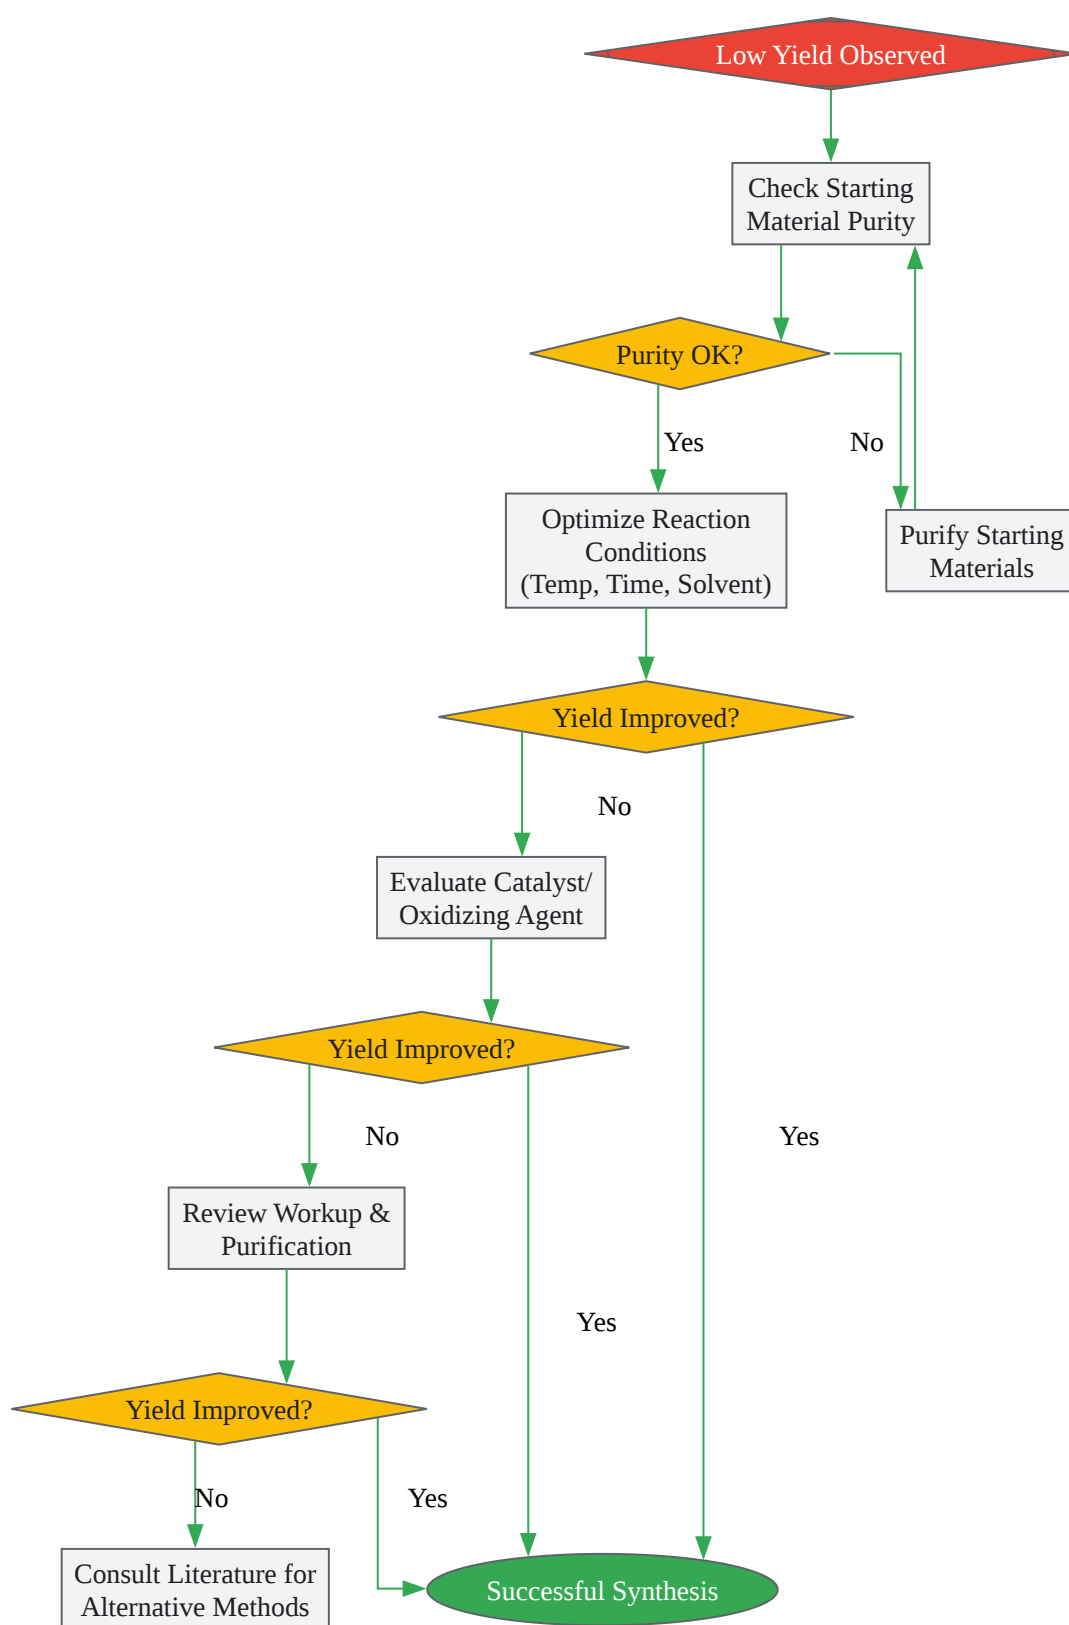 Low Yield Observed
Check Starting
Material Purity
Purity OK?
Yes
No
Optimize Reaction
Conditions
(Temp, Time, Solvent)
Purify Starting
Materials
Yield Improved?
No
Evaluate Catalyst/
Oxidizing Agent
Yield Improved?
No
Yes
Review Workup &
Purification
Yes
Yield Improved?
No
Yes
Consult Literature for
Alternative Methods
Successful Synthesis